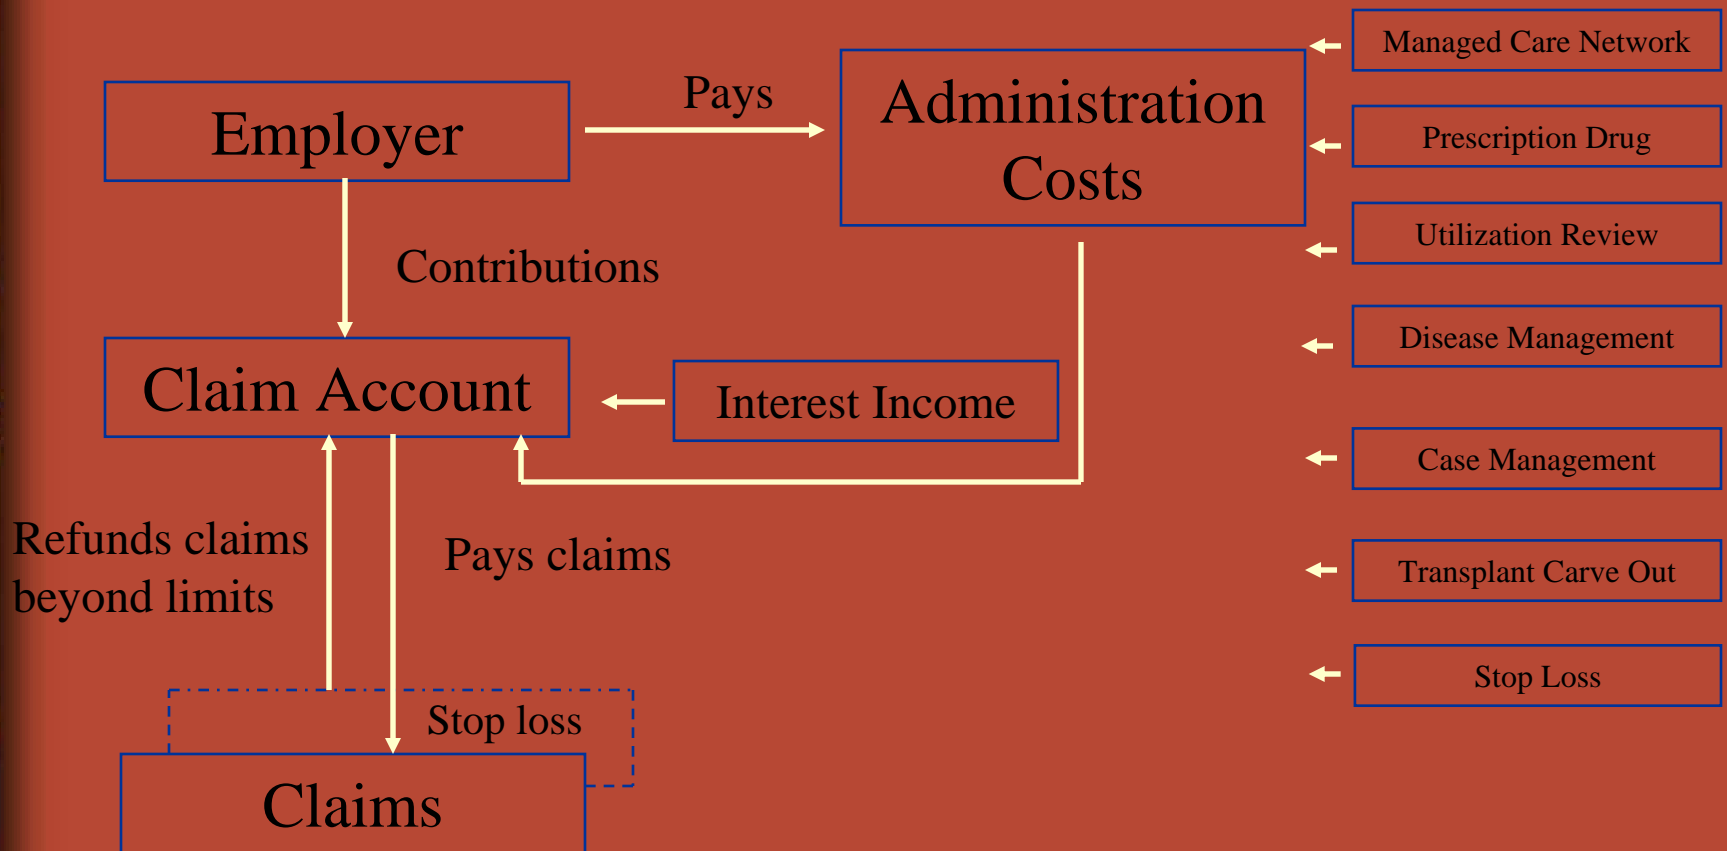 Employer
Pays
Administration
Costs
Contributions
Claim Account
Interest Income
Refunds claims
beyond limits
Pays claims
Stop loss
Claims
Managed Care Network
Prescription Drug
Utilization Review
Disease Management
Case Management
Transplant Carve Out
Stop Loss